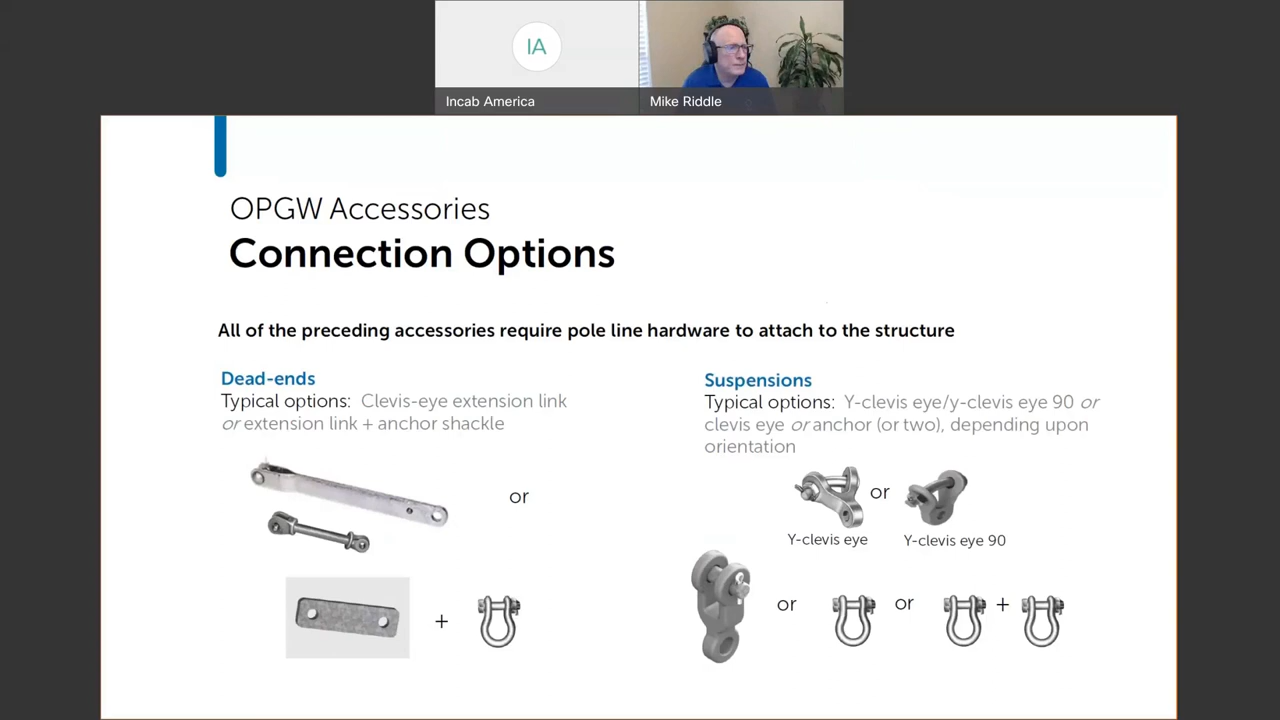 IA
Incab America
Mike Riddle
OPGW Accessories
Connection Options
All of the preceding accessories require pole line hardware to attach to the structure
Dead-ends
Typical options: Clevis-eye extension link
or extension link + anchor shackle
or
+
Suspensions
Typical options: Y-clevis eye/y-clevis eye 90 or
clevis eye or anchor (or two), depending upon
orientation
or
Y-clevis eye
Y-clevis eye 90
or
or
+